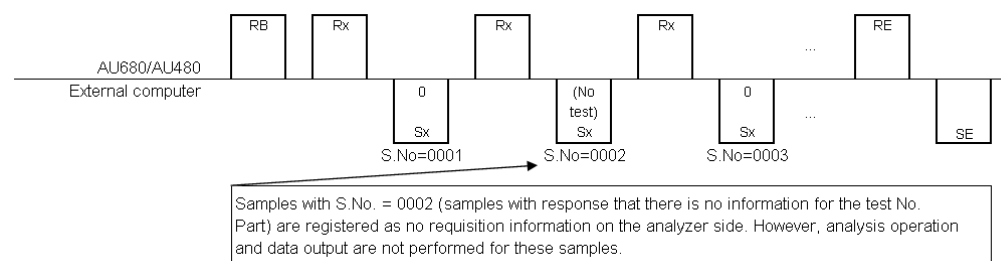 RB Rx Rx Rx RE
...
AU680/AU480
External computer
0 (No 0
test) ...
Sx Sx Sx SE
S.No=0001 S.No=0002 S.No=0003
Samples with S.No. = 0002 (samples with response that there is no information for the test No.
Part) are registered as no requisition information on the analyzer side. However, analysis operation
and data output are not performed for these samples.